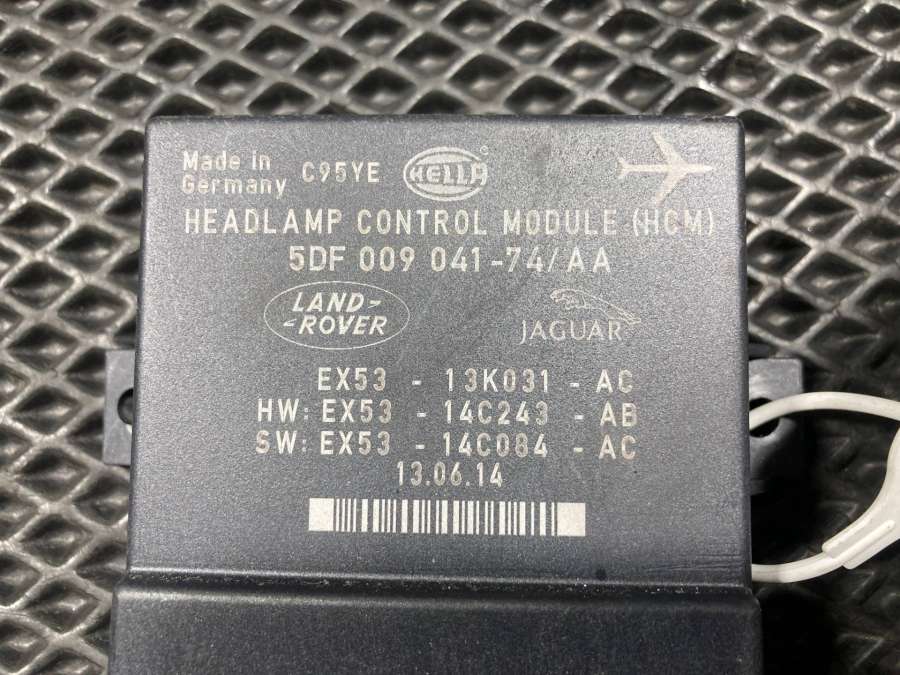 Made in
Germany C95YE HELLA
HEADLAMP CONTROL MODULE (HCM)
5DF 009 041-74/AA
LAND-
-ROVER
JAGUAR
EX53 - 13K031 - AC
HW: EX53 - 14C243 - AB
SW: EX53 - 14C084 - AC
13.06.14